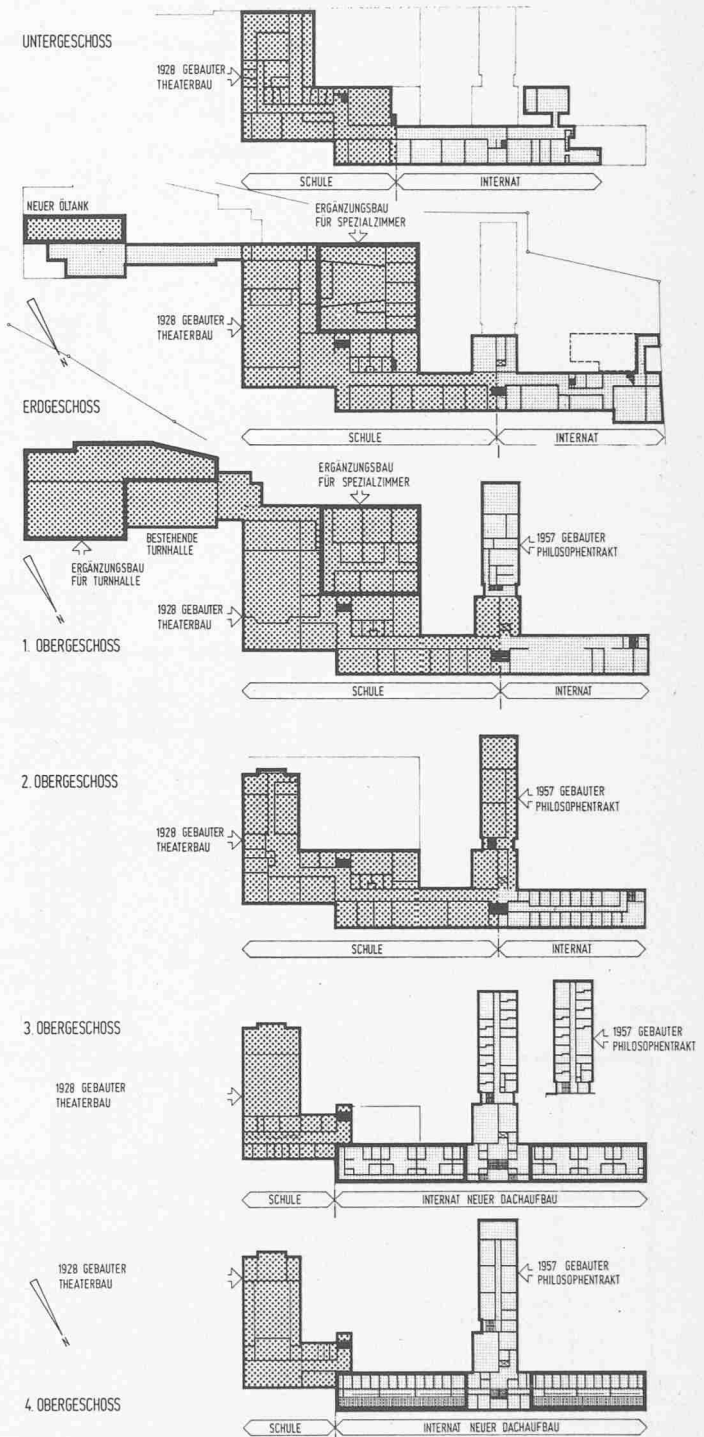 UNTERGESCHOSS
1928 GEBAUTER
THEATERBAU
SCHULE
INTERNAT
NEUER ÖLTANK
ERGÄNZUNGSBAU
FÜR SPEZIALZIMMER
1928 GEBAUTER
THEATERBAU
N
ERDGESCHOSS
SCHULE
INTERNAT
ERGÄNZUNGSBAU
FÜR SPEZIALZIMMER
1957 GEBAUTER
PHILOSOPHENTRAKT
BESTEHENDE
TURNHALLE
ERGÄNZUNGSBAU
FÜR TURNHALLE
1928 GEBAUTER
THEATERBAU
N
1. OBERGESCHOSS
SCHULE
INTERNAT
2. OBERGESCHOSS
1957 GEBAUTER
PHILOSOPHENTRAKT
1928 GEBAUTER
THEATERBAU
SCHULE
INTERNAT
3. OBERGESCHOSS
1957 GEBAUTER
PHILOSOPHENTRAKT
1928 GEBAUTER
THEATERBAU
SCHULE
INTERNAT NEUER DACHAUFBAU
1928 GEBAUTER
THEATERBAU
1957 GEBAUTER
PHILOSOPHENTRAKT
N
4. OBERGESCHOSS
SCHULE
INTERNAT NEUER DACHAUFBAU